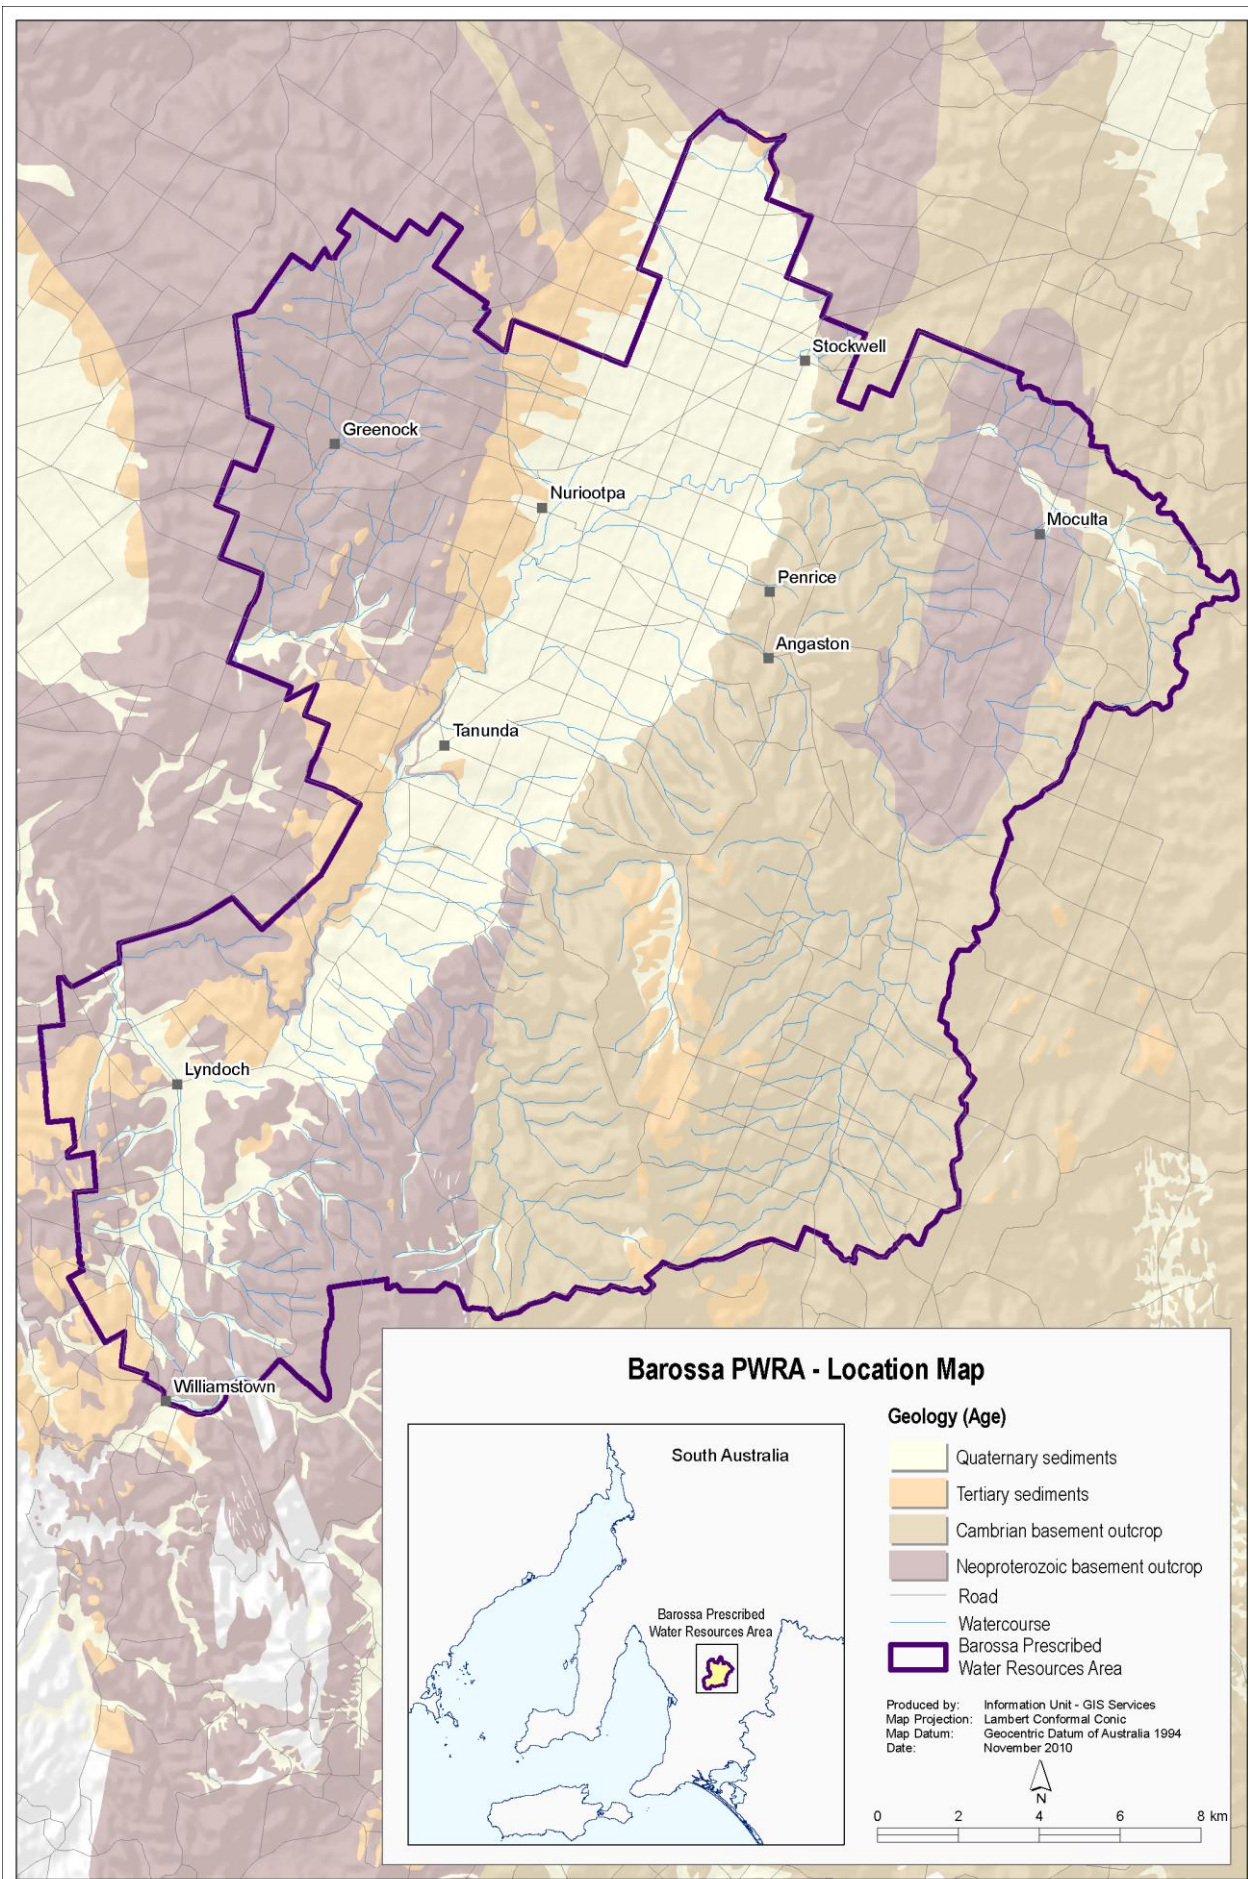 Stockwell
Greenock
Nuriootpa
Moculta
Penrice
Angaston
Tanunda
Lyndoch
Williamstown
Barossa PWRA - Location Map
South Australia
Barossa Prescribed
Water Resources Area
Geology (Age)
Quaternary sediments
Tertiary sediments
Cambrian basement outcrop
Neoproterozoic basement outcrop
Road
Watercourse
Barossa Prescribed
Water Resources Area
Produced by: Information Unit - GIS Services
Map Projection: Lambert Conformal Conic
Map Datum: Geocentric Datum of Australia 1994
Date: November 2010
N
0 2 4 6 8 km